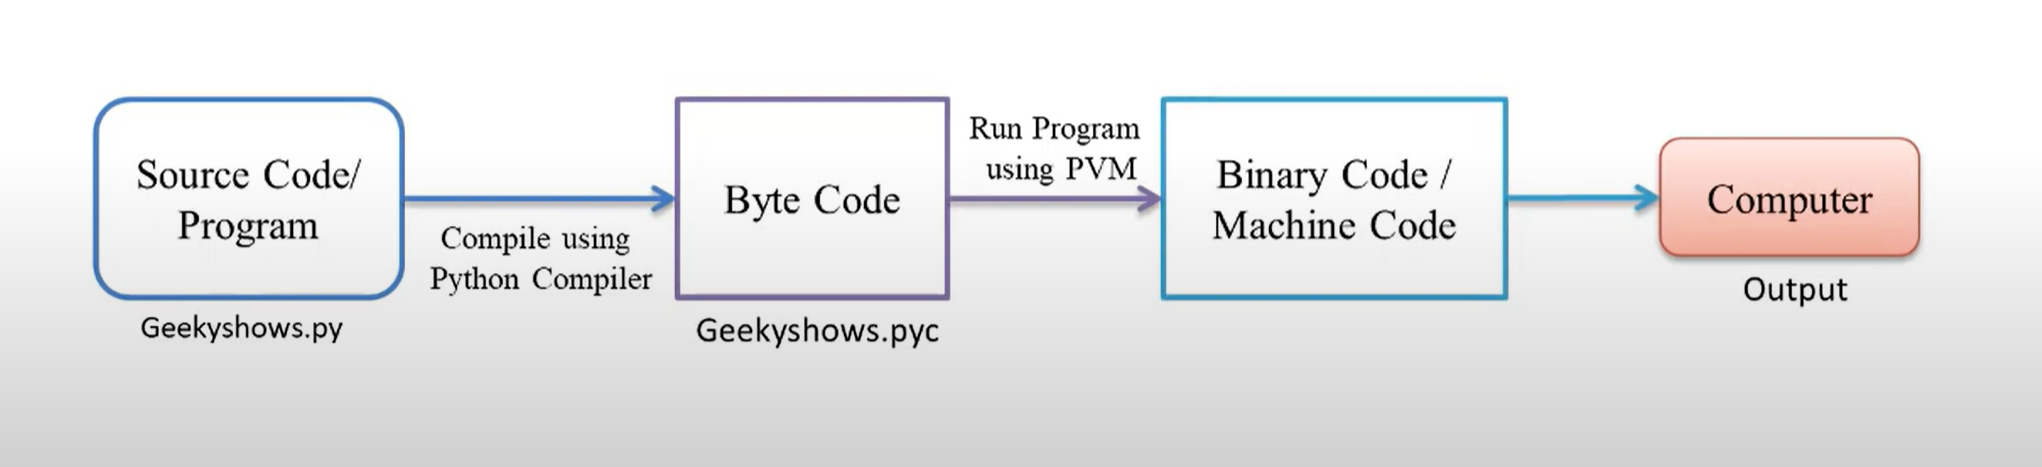 Source Code/
Program
Geekyshows.py
Compile using
Python Compiler
Byte Code
Geekyshows.pyc
Run Program
using PVM
Binary Code /
Machine Code
Computer
Output